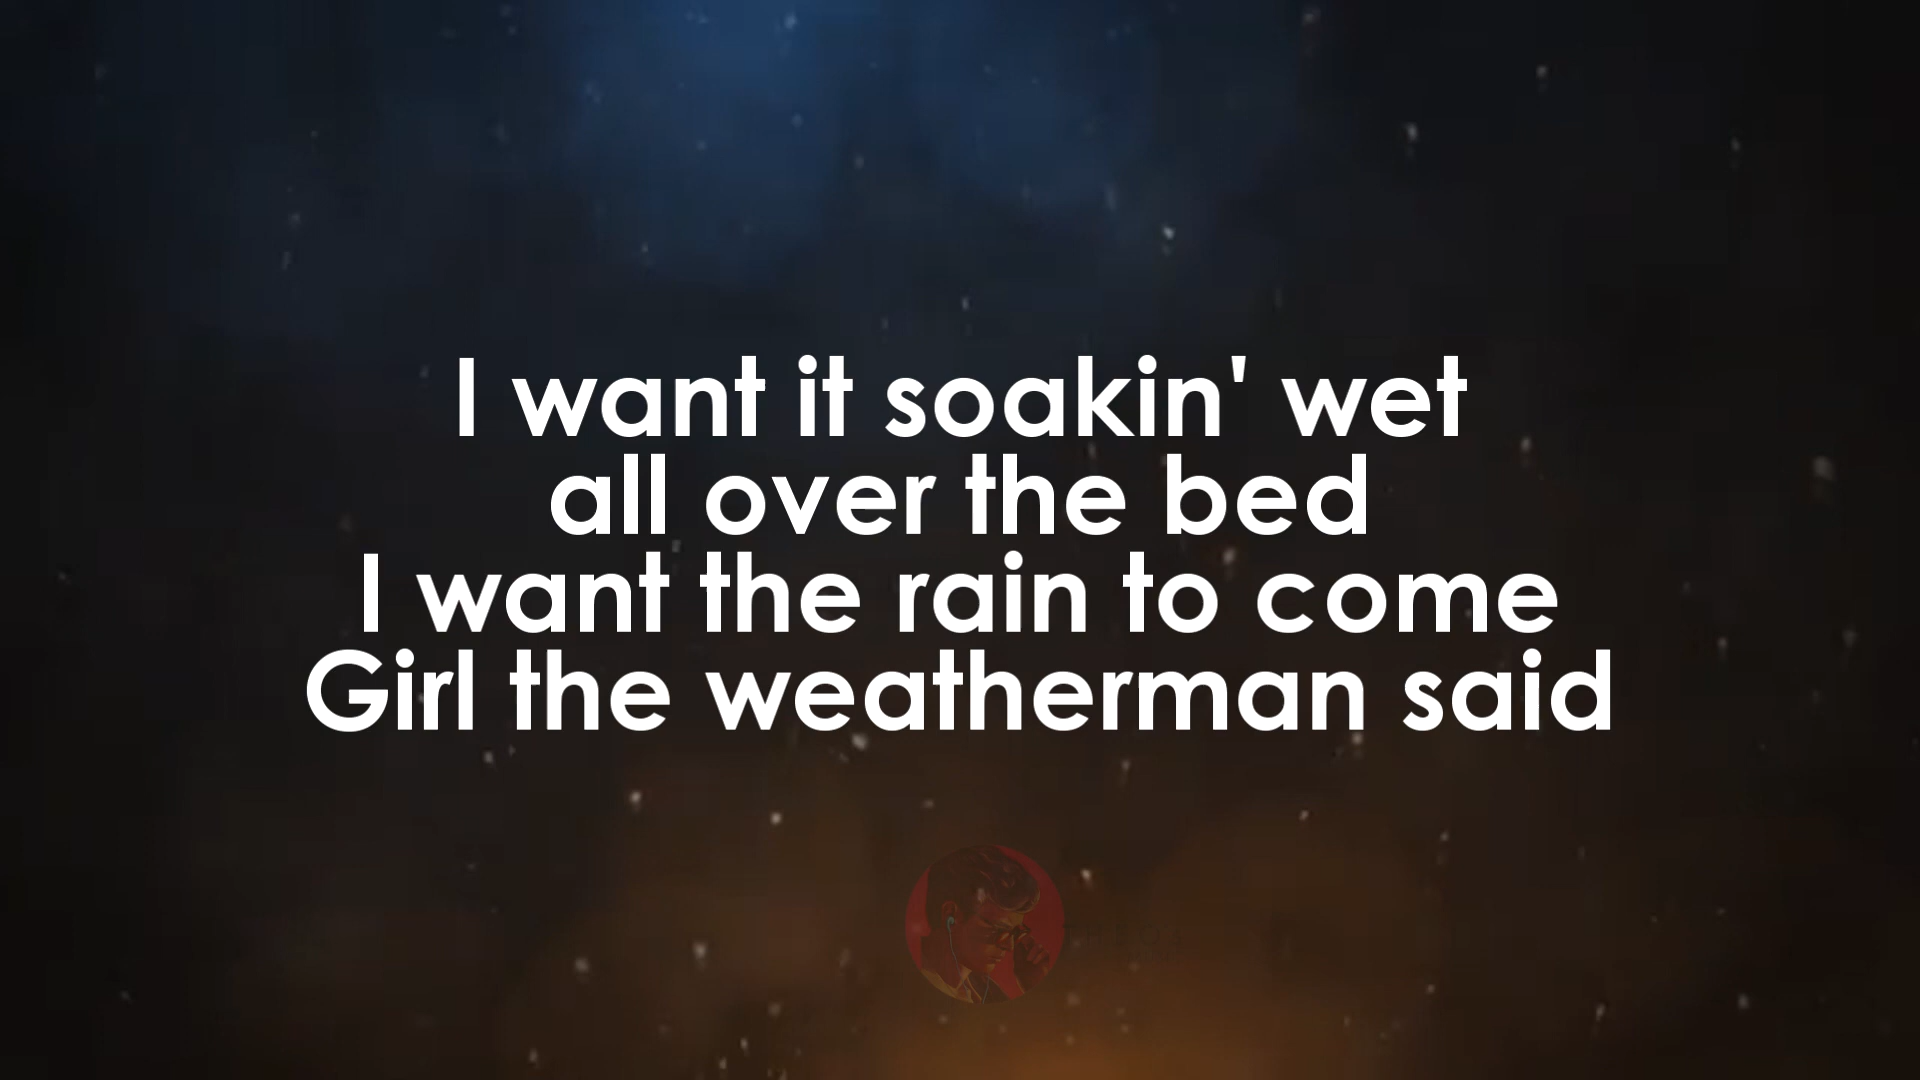 I want it soakin' wet
all over the bed
I want the rain to come
Girl the weatherman said